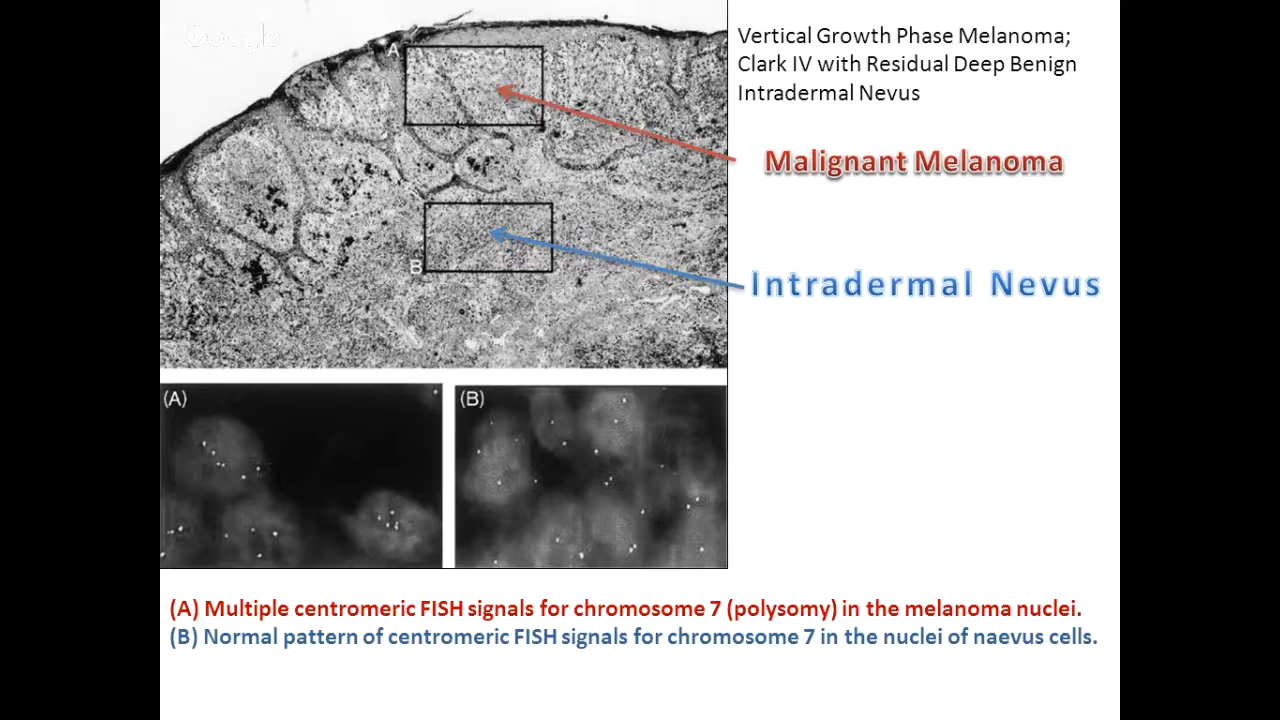 Google
A
B
Vertical Growth Phase Melanoma;
Clark IV with Residual Deep Benign
Intradermal Nevus
Malignant Melanoma
Intradermal Nevus
(A)
(B)
(A) Multiple centromeric FISH signals for chromosome 7 (polysomy) in the melanoma nuclei.
(B) Normal pattern of centromeric FISH signals for chromosome 7 in the nuclei of naevus cells.